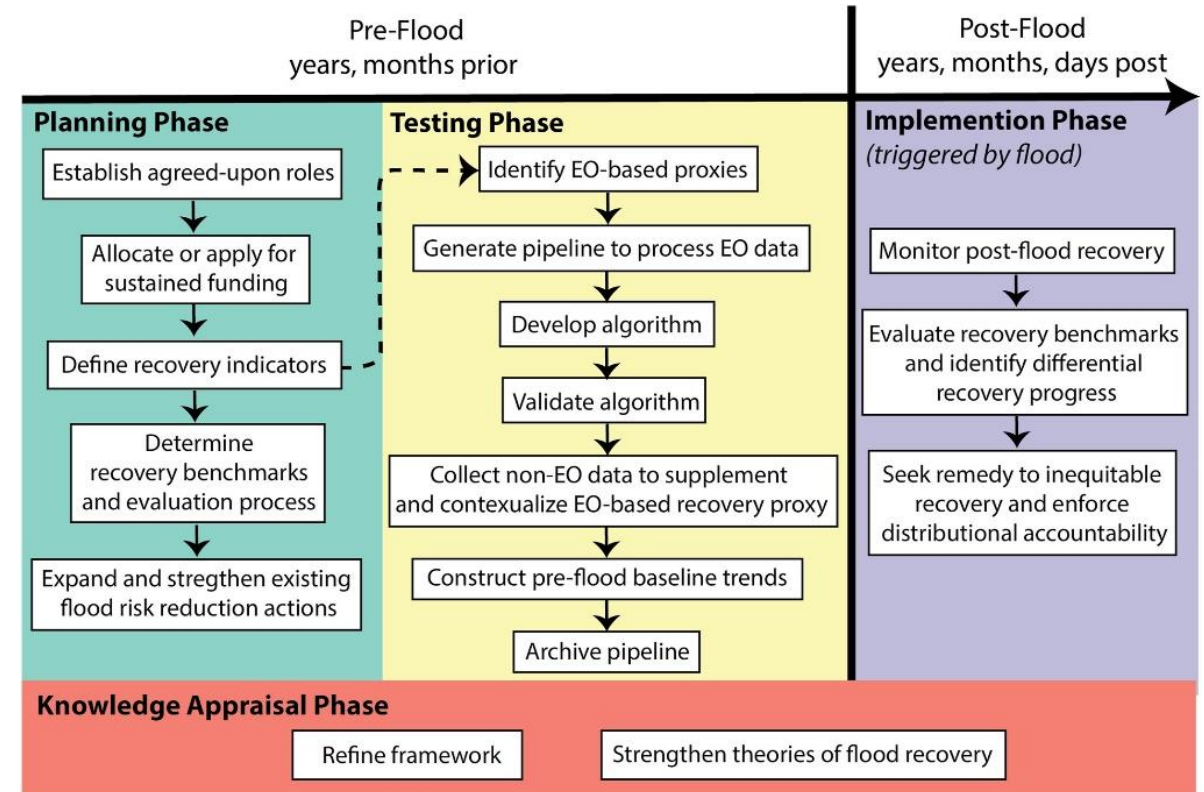 Pre-Flood
years, months prior
Post-Flood
years, months, days post
Planning Phase
Establish agreed-upon roles
Allocate or apply for
sustained funding
Define recovery indicators
Determine
recovery benchmarks
and evaluation process
Expand and stregthen existing
flood risk reduction actions
Testing Phase
Identify EO-based proxies
Generate pipeline to process EO data
Develop algorithm
Validate algorithm
Collect non-EO data to supplement
and contexualize EO-based recovery proxy
Construct pre-flood baseline trends
Archive pipeline
Implemention Phase
(triggered by flood)
Monitor post-flood recovery
Evaluate recovery benchmarks
and identify differential
recovery progress
Seek remedy to inequitable
recovery and enforce
distributional accountability
Knowledge Appraisal Phase
Refine framework
Strengthen theories of flood recovery